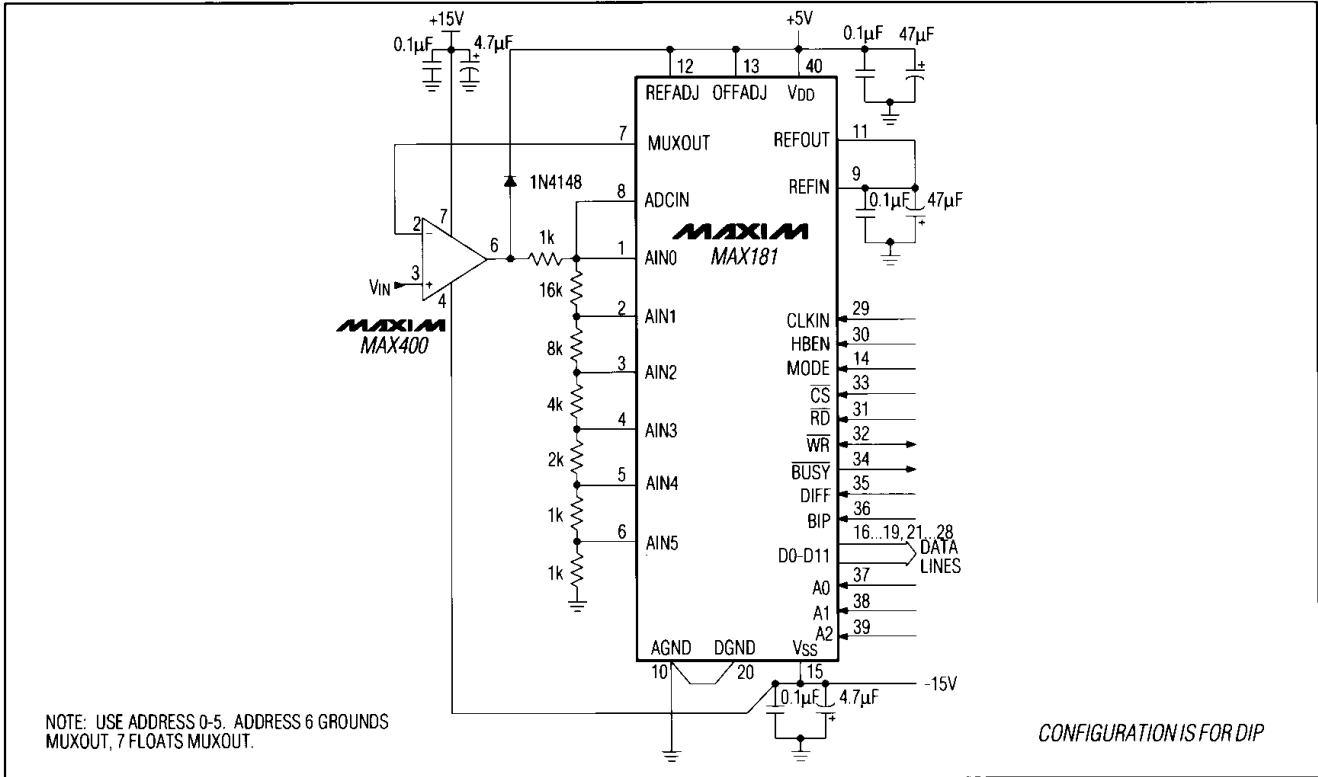 +15V
0.1µF
4.7µF
+5V
0.1µF
47µF
12
13
40
REFADJ
OFFADJ
VDD
7
MUXOUT
REFOUT
11
1N4148
REFIN
9
8
ADCIN
0.1µF
47µF
MAXIM
MAX181
2
7
-
6
1k
1
AIN0
VIN
3
+
4
16k
MAXIM
MAX400
2
AIN1
CLKIN
29
HBEN
30
8k
3
AIN2
MODE
14
CS
33
4k
RD
31
4
AIN3
WR
32
2k
BUSY
34
5
AIN4
DIFF
35
1k
BIP
36
6
AIN5
16...19, 21...28
D0-D11
DATA
LINES
1k
A0
37
A1
38
A2
39
AGND
DGND
VSS
10
20
15
-15V
0.1µF
4.7µF
NOTE: USE ADDRESS 0-5. ADDRESS 6 GROUNDS
MUXOUT, 7 FLOATS MUXOUT.
CONFIGURATION IS FOR DIP